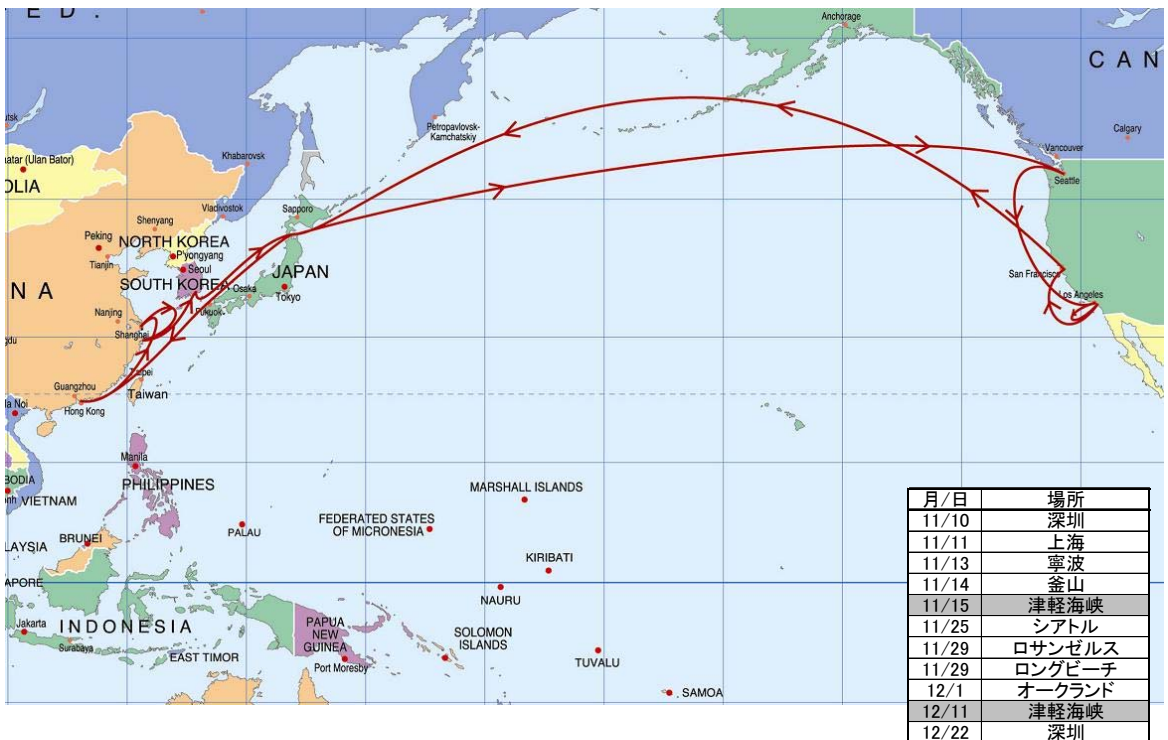 E D .
Anchorage
C A N
Petropavlovsk-
Kamchatskiy
Calgary
Khabarovsk
Vancouver
Seattle
atar (Ulan Bator)
OLIA
Vladivostok
Sapporo
Shenyang
Peking
NORTH KOREA
P'yongyang
Tianjin
Seoul
JAPAN
SOUTH KOREA
Osaka
Tokyo
San Francisco
Los Angeles
N A
Nanjing
Fukuok
Shanghai
gdu
Taipei
Guangzhou
Taiwan
Hong Kong
Ha Noi
Manila
PHILIPPINES
BODIA
nh
VIETNAM
MARSHALL ISLANDS
FEDERATED STATES
OF MICRONESIA
PALAU
BRUNEI
LAYSIA
KIRIBATI
APORE
NAURU
Jakarta
INDONESIA
Surabaya
PAPUA
NEW
GUINEA
SOLOMON
ISLANDS
EAST TIMOR
Port Moresby
TUVALU
SAMOA
月/日 場所
11/10 深圳
11/11 上海
11/13 寧波
11/14 釜山
11/15 津軽海峡
11/25 シアトル
11/29 ロサンゼルス
11/29 ロングビーチ
12/1 オークランド
12/11 津軽海峡
12/22 深圳